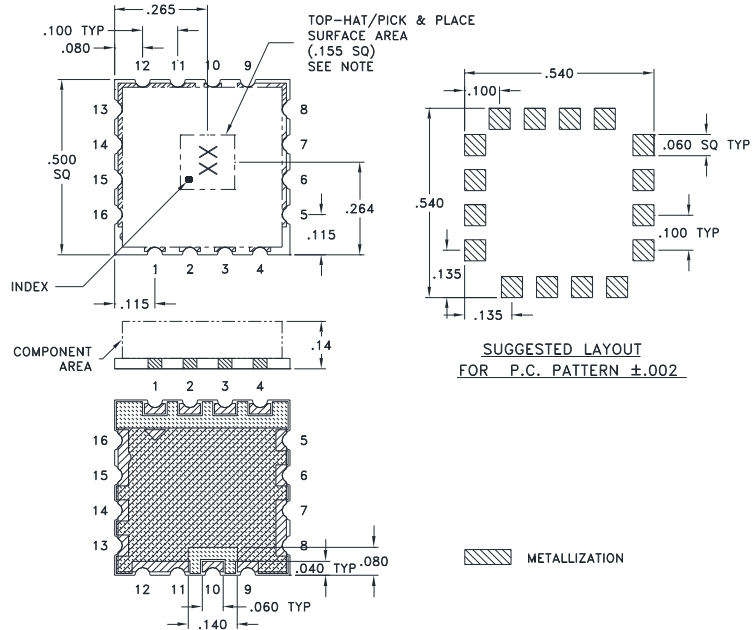 .265
.100 TYP
.080
TOP-HAT/PICK & PLACE
SURFACE AREA
(.155 SQ)
SEE NOTE
12 11 10 9
13
14
15
16
8
7
6
5
.500
SQ
.264
.115
1 2 3 4
INDEX
.115
.540
.100
.060 SQ TYP
.540
.100 TYP
.135
.135
SUGGESTED LAYOUT
FOR P.C. PATTERN ±.002
COMPONENT
AREA
.14
1 2 3 4
16
15
14
13
5
6
7
8
12 11 10 9
.040 TYP
.080
.060 TYP
.140
METALLIZATION